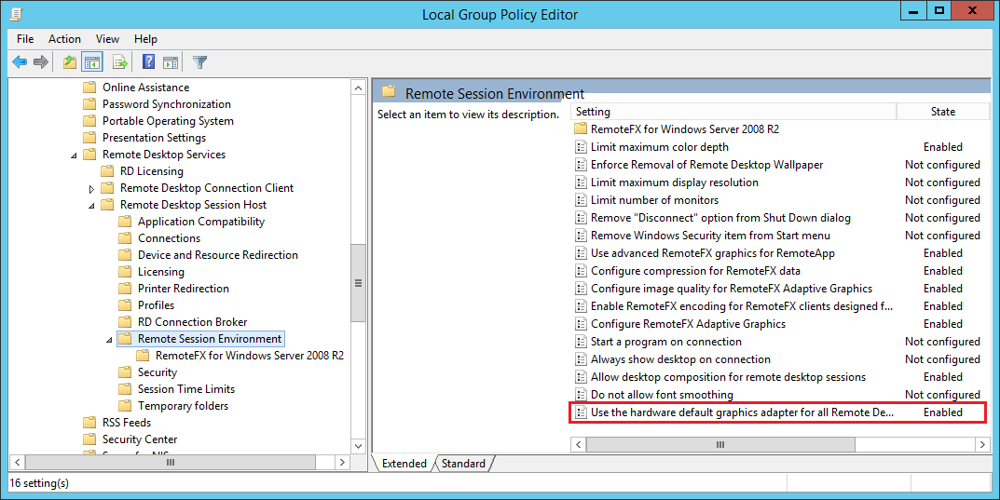 Local Group Policy Editor
File Action View Help
Online Assistance
Password Synchronization
Portable Operating System
Presentation Settings
Remote Desktop Services
RD Licensing
Remote Desktop Connection Client
Remote Desktop Session Host
Application Compatibility
Connections
Device and Resource Redirection
Licensing
Printer Redirection
Profiles
RD Connection Broker
Remote Session Environment
RemoteFX for Windows Server 2008 R2
Security
Session Time Limits
Temporary folders
RSS Feeds
Security Center
Remote Session Environment
Select an item to view its description.
Setting State
RemoteFX for Windows Server 2008 R2
Limit maximum color depth Enabled
Enforce Removal of Remote Desktop Wallpaper Not configured
Limit maximum display resolution Not configured
Limit number of monitors Not configured
Remove "Disconnect" option from Shut Down dialog Not configured
Remove Windows Security item from Start menu Not configured
Use advanced RemoteFX graphics for RemoteApp Enabled
Configure compression for RemoteFX data Enabled
Configure image quality for RemoteFX Adaptive Graphics Enabled
Enable RemoteFX encoding for RemoteFX clients designed f... Enabled
Configure RemoteFX Adaptive Graphics Enabled
Start a program on connection Not configured
Always show desktop on connection Not configured
Allow desktop composition for remote desktop sessions Enabled
Do not allow font smoothing Not configured
Use the hardware default graphics adapter for all Remote De... Enabled
Extended Standard
16 setting(s)